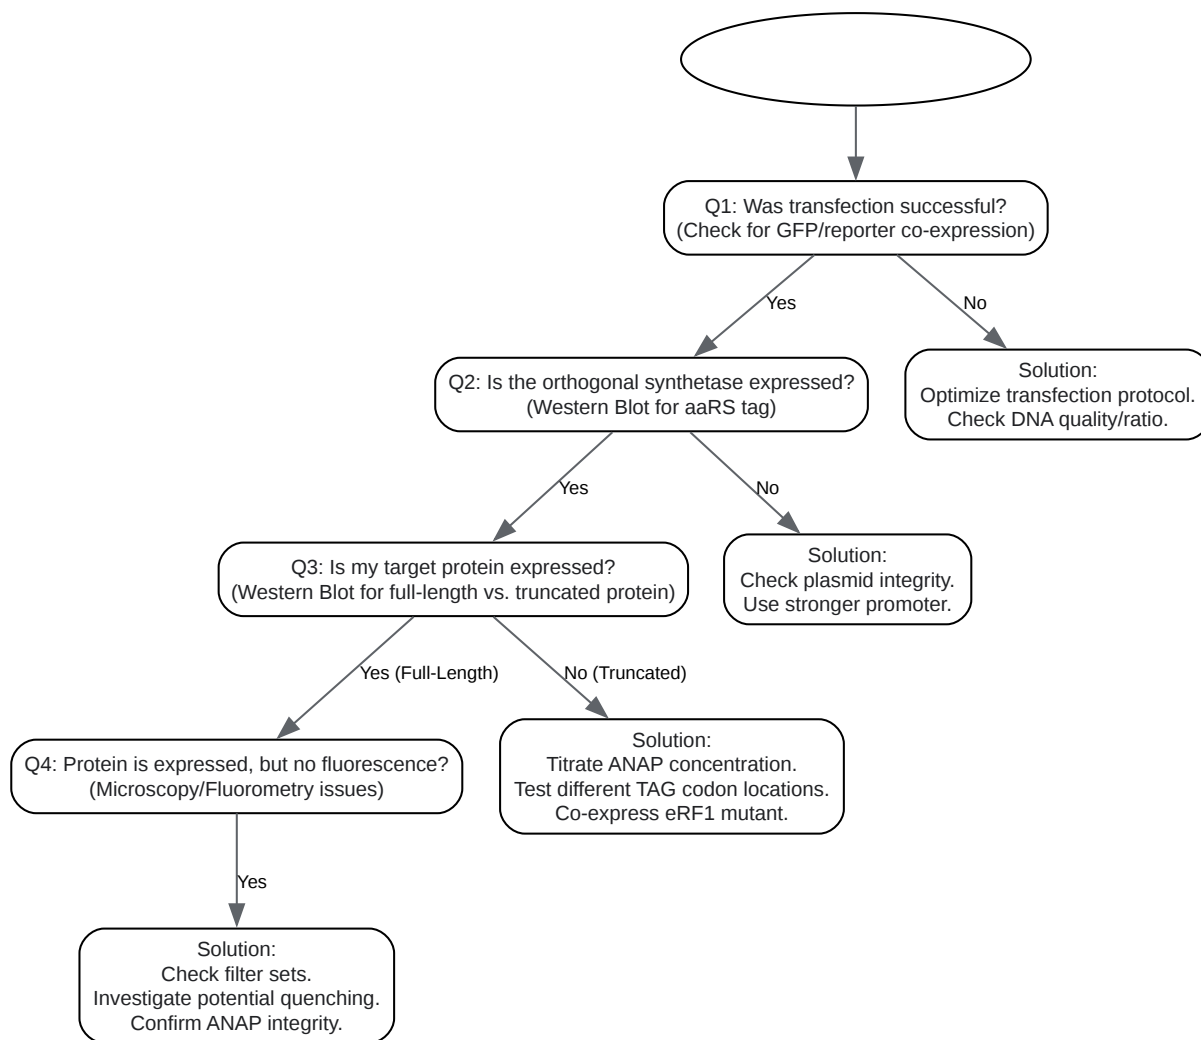 Q1: Was transfection successful?
(Check for GFP/reporter co-expression)
Yes
No
Q2: Is the orthogonal synthetase expressed?
(Western Blot for aaRS tag)
Solution:
Optimize transfection protocol.
Check DNA quality/ratio.
Yes
No
Q3: Is my target protein expressed?
(Western Blot for full-length vs. truncated protein)
Solution:
Check plasmid integrity.
Use stronger promoter.
Yes (Full-Length)
No (Truncated)
Q4: Protein is expressed, but no fluorescence?
(Microscopy/Fluorometry issues)
Solution:
Titrate ANAP concentration.
Test different TAG codon locations.
Co-express eRF1 mutant.
Yes
Solution:
Check filter sets.
Investigate potential quenching.
Confirm ANAP integrity.